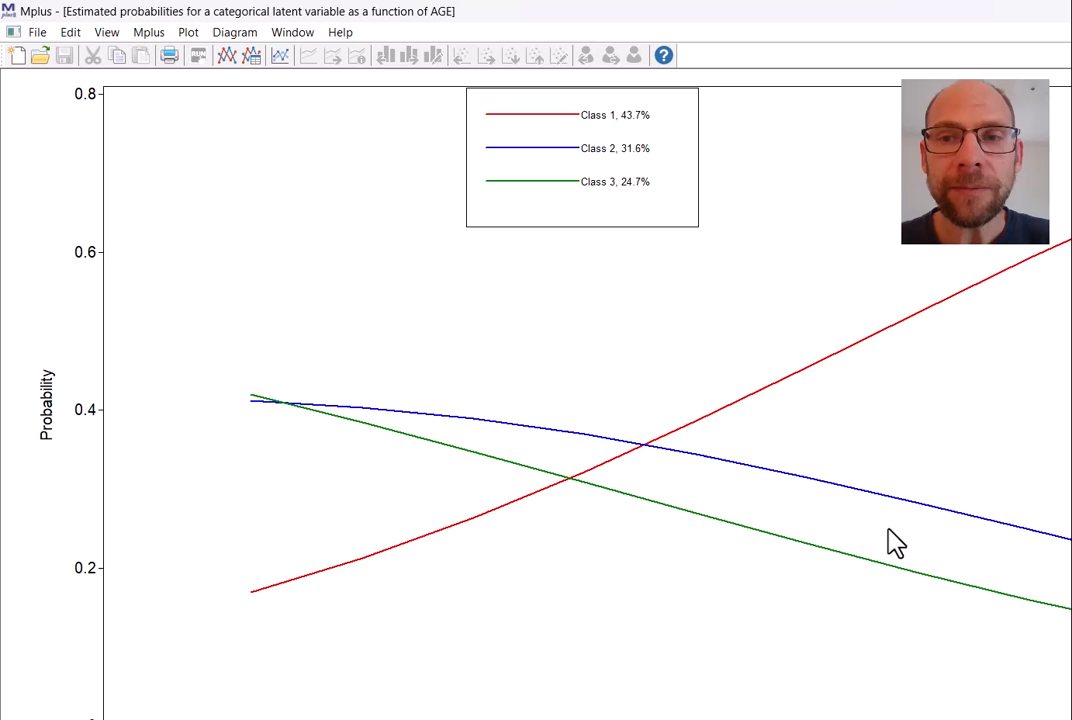 Mplus - [Estimated probabilities for a categorical latent variable as a function of AGE]
File Edit View Mplus Plot Diagram Window Help
RUN
0.8
Class 1, 43.7%
Class 2, 31.6%
Class 3, 24.7%
0.6
0.4
Probability
0.2